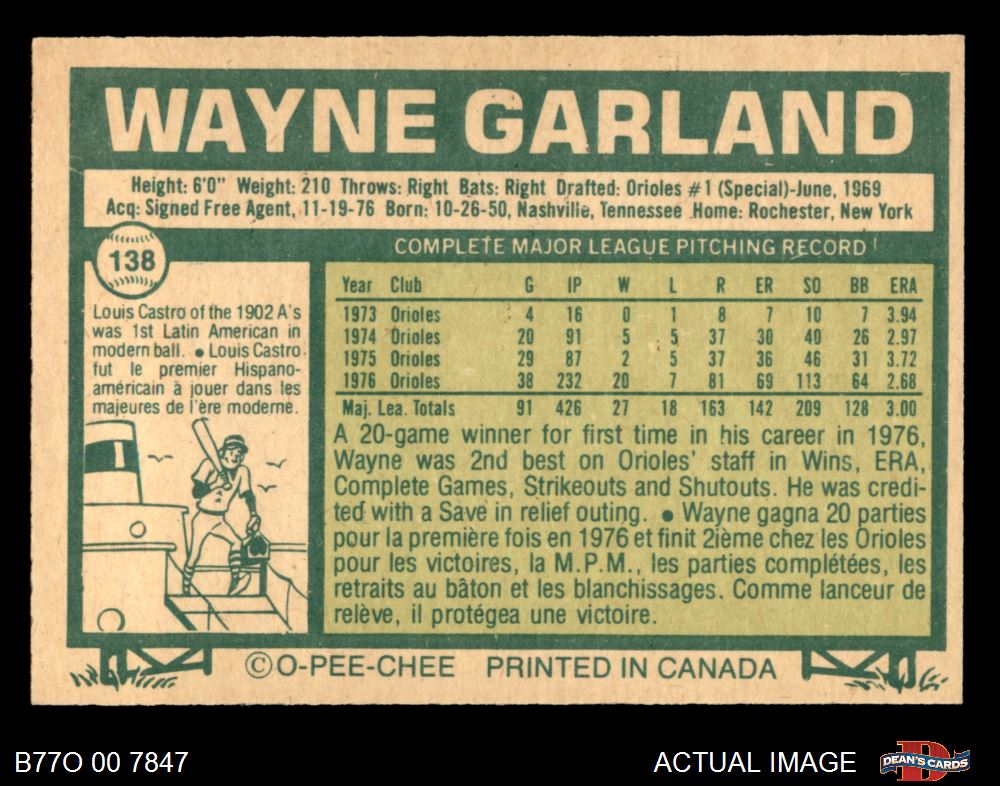 WAYNE GARLAND
Height: 6'0" Weight: 210 Throws: Right Bats: Right Drafted: Orioles #1 (Special)-June, 1969
Acq: Signed Free Agent, 11-19-76 Born: 10-26-50, Nashville, Tennessee Home: Rochester, New York
138
COMPLETE MAJOR LEAGUE PITCHING RECORD
Louis Castro of the 1902 A's
was 1st Latin American in
modern ball. ● Louis Castro
fut le premier Hispano-
américain à jouer dans les
majeures de l'ère moderne.
Year Club G IP W L R ER SO BB ERA
1973 Orioles 4 16 0 1 8 7 10 7 3.94
1974 Orioles 20 91 5 5 37 30 40 26 2.97
1975 Orioles 29 87 2 5 37 36 46 31 3.72
1976 Orioles 38 232 20 7 81 69 113 64 2.68
Maj. Lea. Totals 91 426 27 18 163 142 209 128 3.00
A 20-game winner for first time in his career in 1976,
Wayne was 2nd best on Orioles' staff in Wins, ERA,
Complete Games, Strikeouts and Shutouts. He was credi-
ted with a Save in relief outing. ● Wayne gagna 20 parties
pour la première fois en 1976 et finit 2ième chez les Orioles
pour les victoires, la M.P.M., les parties complétées, les
retraits au bâton et les blanchissages. Comme lanceur de
relève, il protégea une victoire.
©O-PEE-CHEE PRINTED IN CANADA
B77O 00 7847
ACTUAL IMAGE
D
DEAN'S CARDS